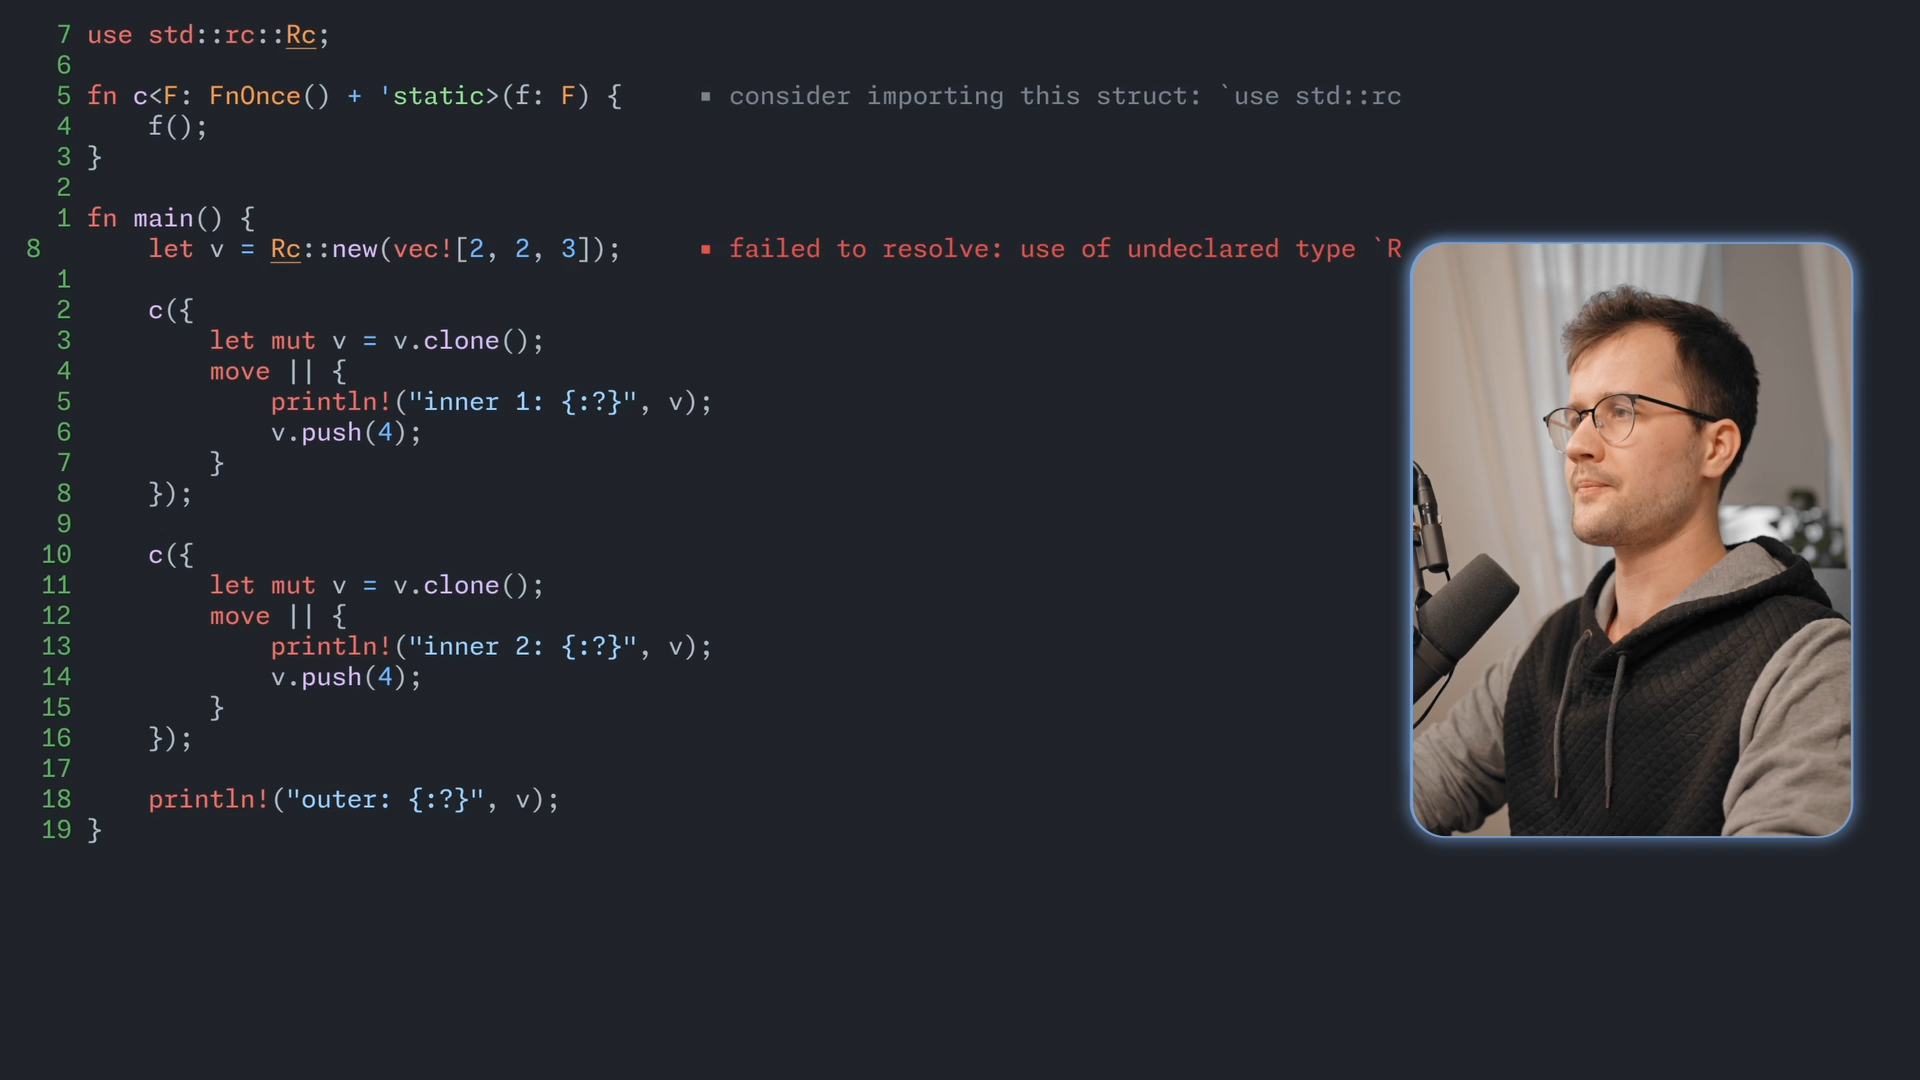 7 use std::rc::Rc;
6
5 fn c<F: FnOnce() + 'static>(f: F) { ▪ consider importing this struct: `use std::rc
4     f();
3 }
2
1 fn main() {
8     let v = Rc::new(vec![2, 2, 3]); ▪ failed to resolve: use of undeclared type `R
1
2     c({
3         let mut v = v.clone();
4         move || {
5             println!("inner 1: {:?}", v);
6             v.push(4);
7         }
8     });
9
10     c({
11         let mut v = v.clone();
12         move || {
13             println!("inner 2: {:?}", v);
14             v.push(4);
15         }
16     });
17
18     println!("outer: {:?}", v);
19 }